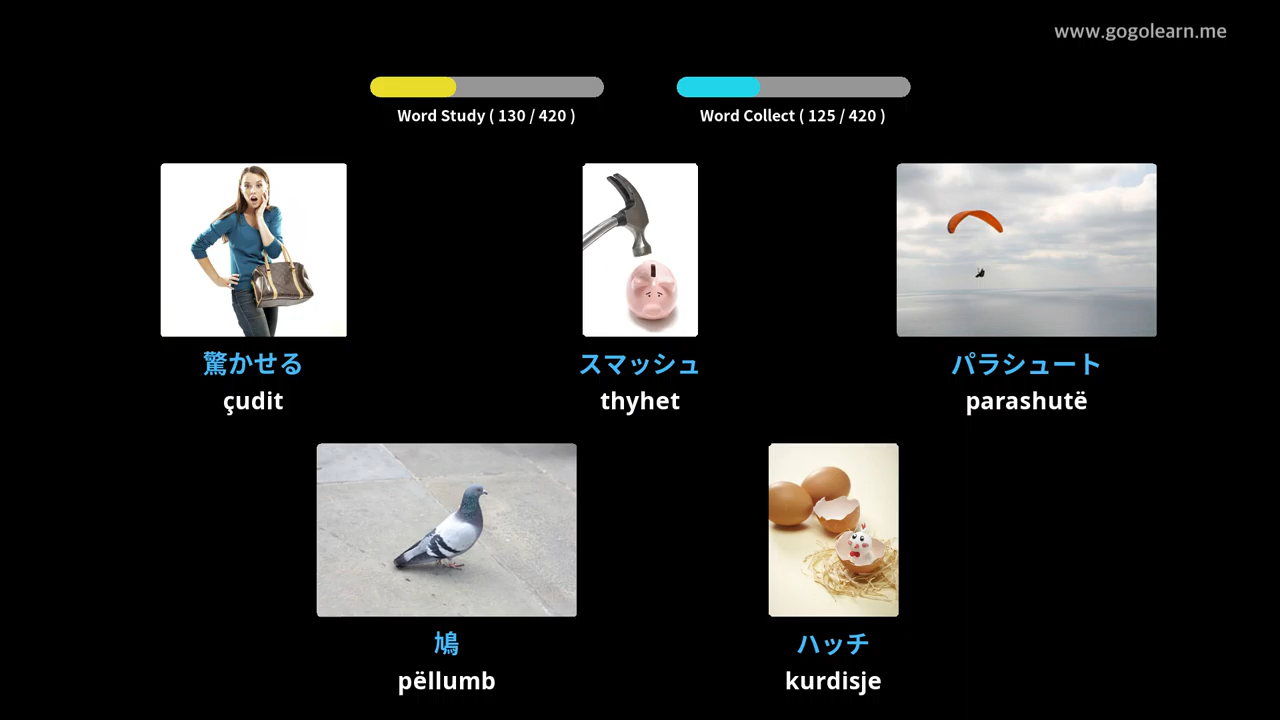 www.gogolearn.me
Word Study ( 130 / 420 )
Word Collect ( 125 / 420 )
驚かせる
çudit
スマッシュ
thyhet
パラシュート
parashutë
鳩
pëllumb
ハッチ
kurdisje